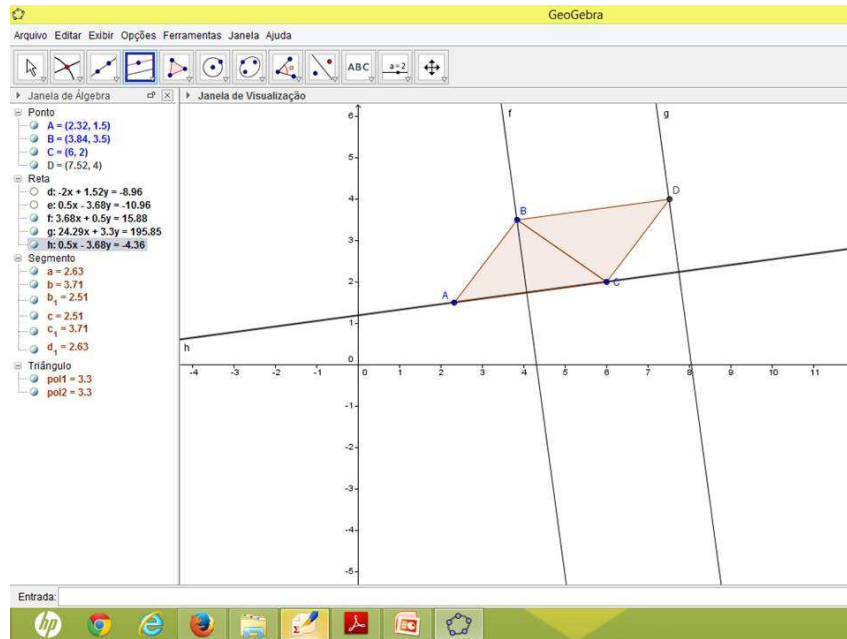 GeoGebra
Arquivo Editar Exibir Opções Ferramentas Janela Ajuda
ABC a=2
Janela de Álgebra
Janela de Visualização
Ponto
A = (2.32, 1.5)
B = (3.84, 3.5)
C = (6, 2)
D = (7.52, 4)
Reta
d: -2x + 1.52y = -8.96
e: 0.5x - 3.68y = -10.96
f: 3.68x + 0.5y = 15.88
g: 24.29x + 3.3y = 195.85
h: 0.5x - 3.68y = -4.36
Segmento
a = 2.63
b = 3.71
b₁ = 2.51
c = 2.51
c₁ = 3.71
d₁ = 2.63
Triângulo
pol1 = 3.3
pol2 = 3.3
f
g
6
5
4
3
2
1
0
D
B
A
C
h
-4 -3 -2 -1 0 1 2 3 4 5 6 7 8 9 10 11
-1
-2
-3
-4
-5
Entrada:
hp